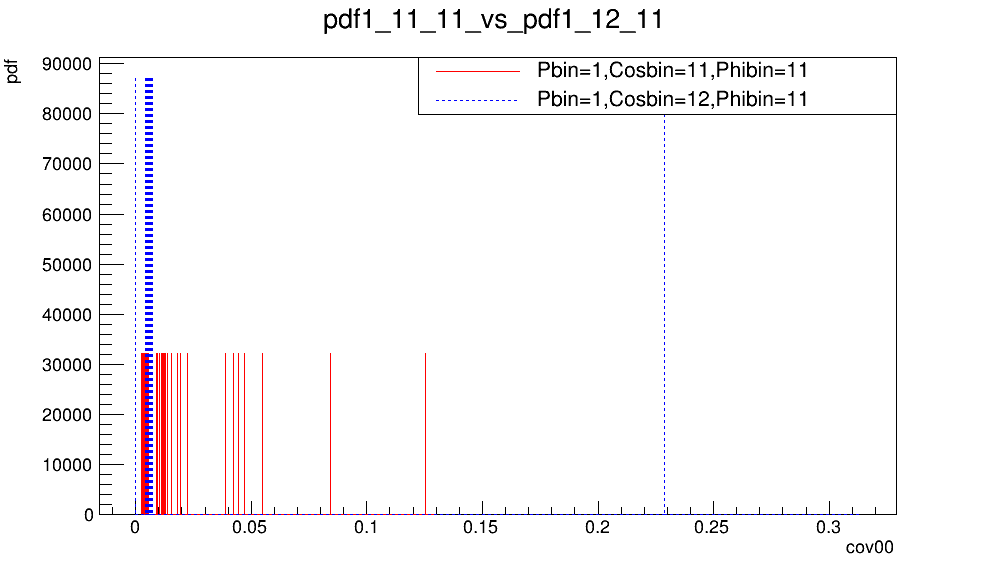 pdf1_11_11_vs_pdf1_12_11
pdf
Pbin=1,Cosbin=11,Phibin=11
Pbin=1,Cosbin=12,Phibin=11
90000
80000
70000
60000
50000
40000
30000
20000
10000
0
0 0.05 0.1 0.15 0.2 0.25 0.3
cov00